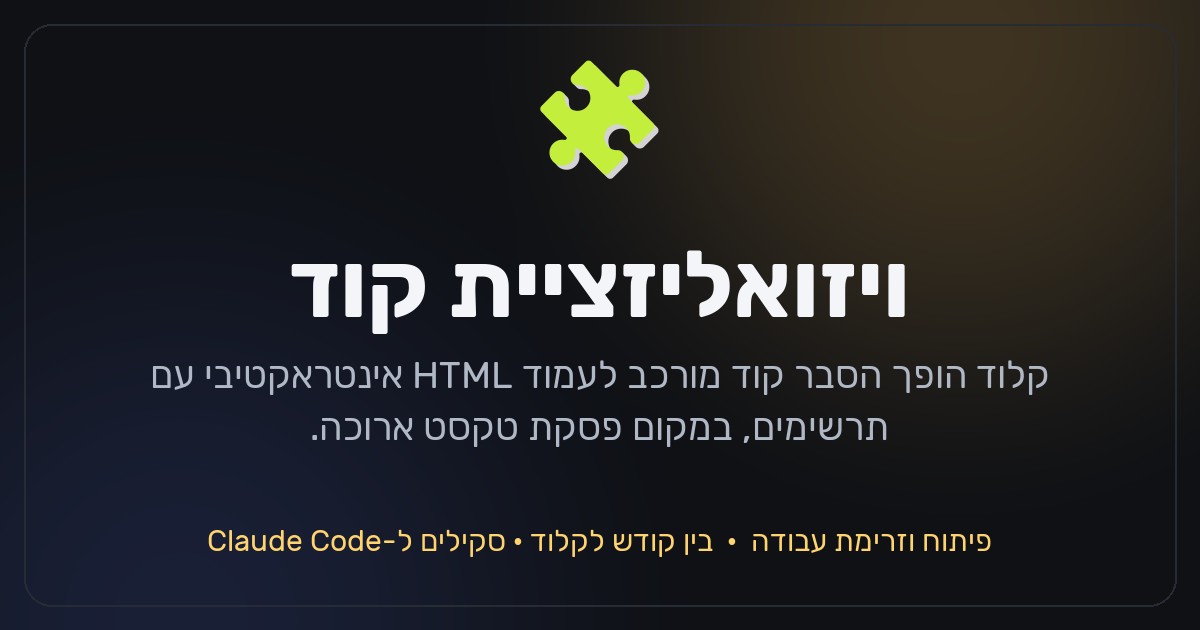 ויזואליזציית קוד
קלוד הופך הסבר קוד מורכב לעמוד HTML אינטראקטיבי עם
תרשימים, במקום פסקת טקסט ארוכה.
פיתוח וזרימת עבודה • בין קודש לקלוד • סקילים ל-Claude Code